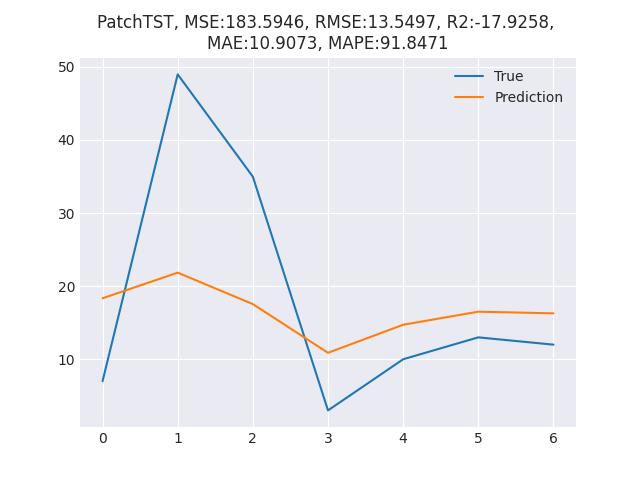 PatchTST, MSE:183.5946, RMSE:13.5497, R2:-17.9258,
MAE:10.9073, MAPE:91.8471
True
Prediction
50
40
30
20
10
0 1 2 3 4 5 6